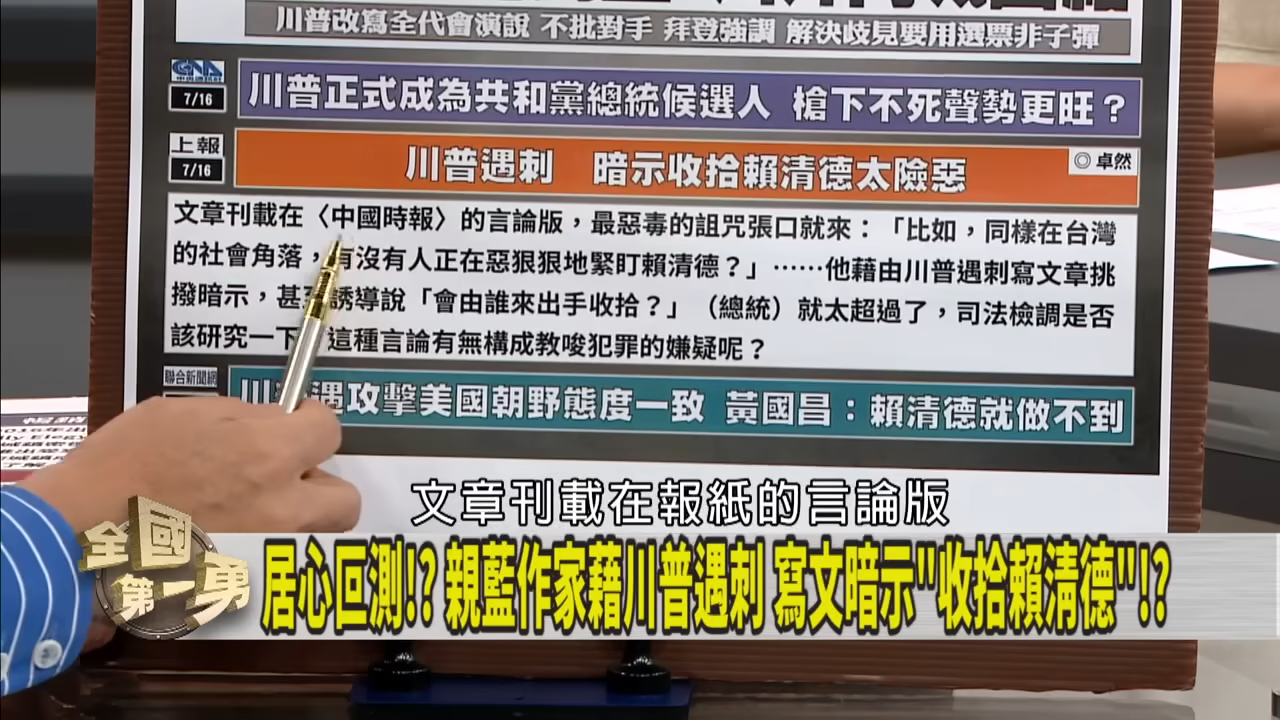 川普改寫全代會演說 不批對手 拜登強調 解決歧見要用選票非子彈
CNA
中央通訊社
7/16
川普正式成為共和黨總統候選人 槍下不死聲勢更旺？
上報
7/16
川普遇刺 暗示收拾賴清德太險惡
◎卓然
文章刊載在〈中國時報〉的言論版，最惡毒的詛咒張口就來：「比如，同樣在台灣
的社會角落，有沒有人正在惡狠狠地緊盯賴清德？」……他藉由川普遇刺寫文章挑
撥暗示，甚至誘導說「會由誰來出手收拾？」（總統）就太超過了，司法檢調是否
該研究一下 這種言論有無構成教唆犯罪的嫌疑呢？
聯合新聞網
川普遇攻擊美國朝野態度一致 黃國昌：賴清德就做不到
文章刊載在報紙的言論版
全國第一勇
居心叵測!? 親藍作家藉川普遇刺 寫文暗示"收拾賴清德"!?